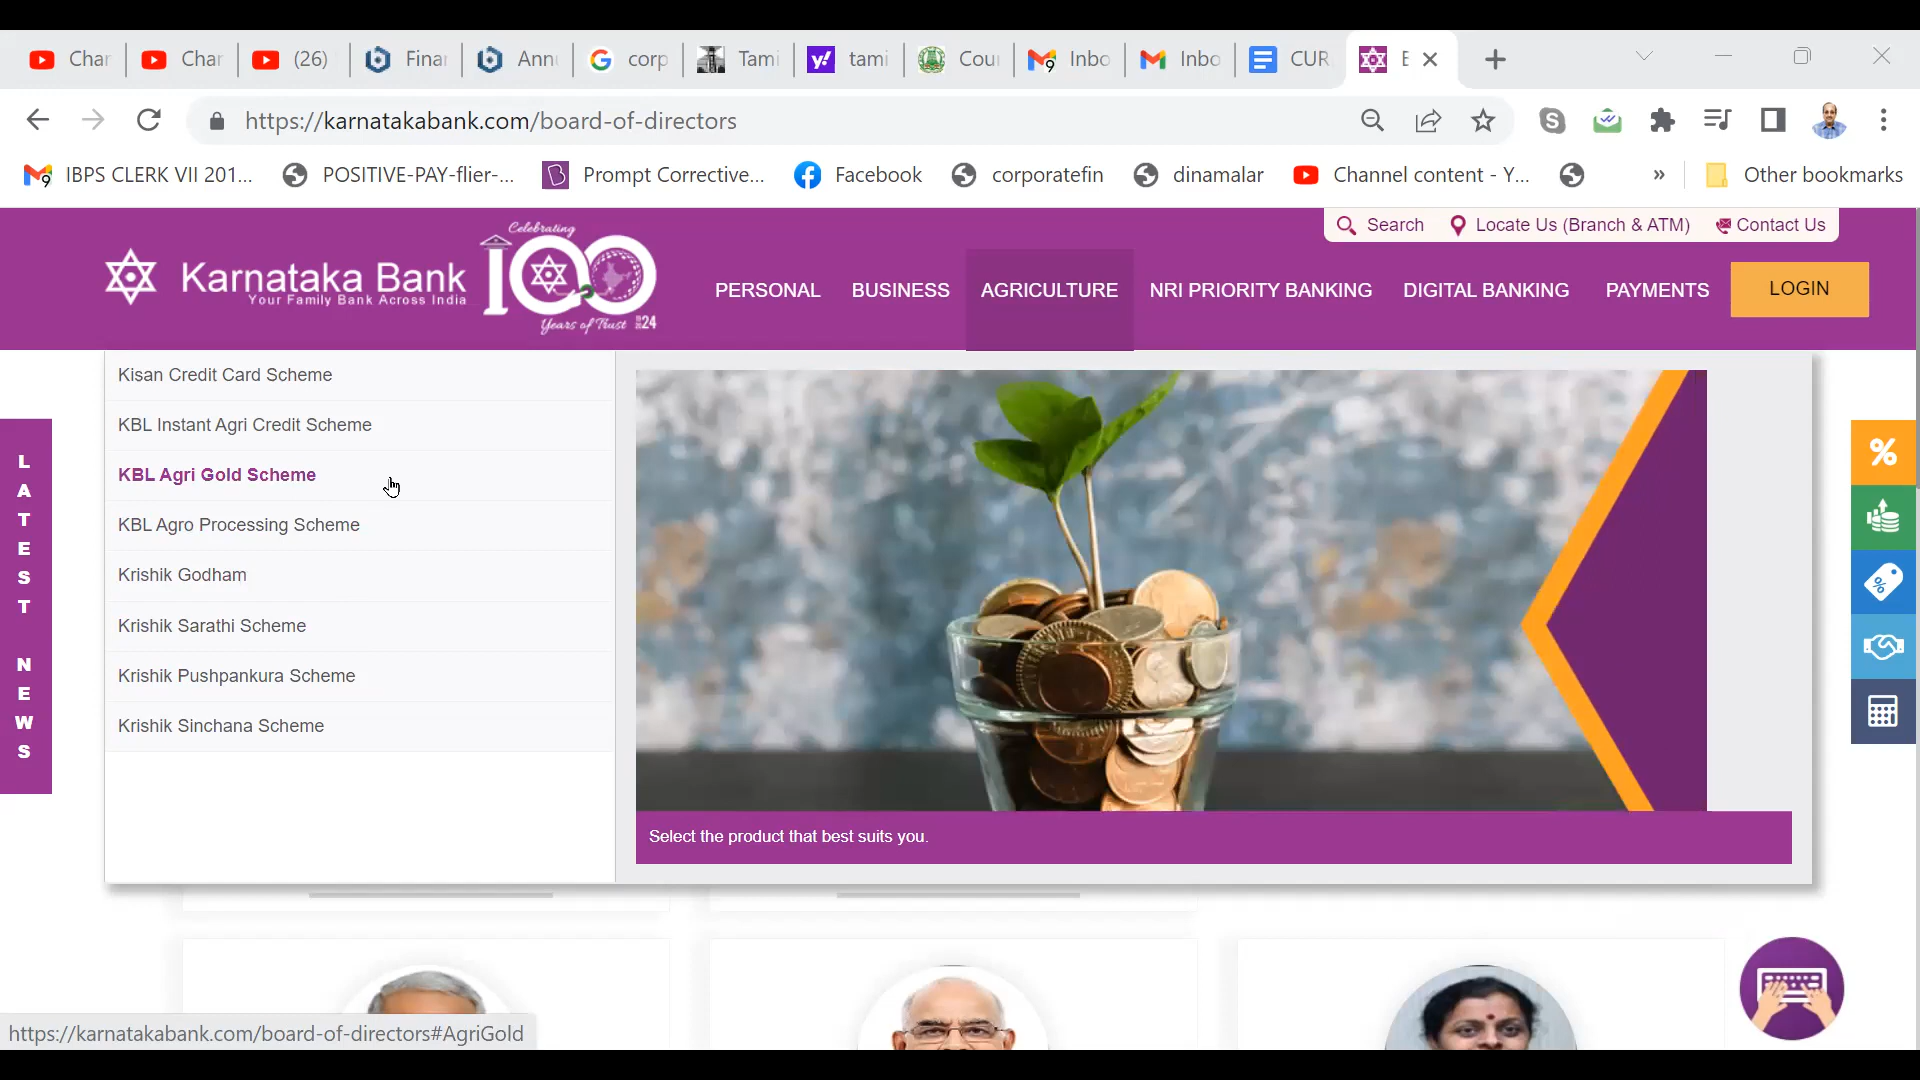 Char
Char
(26)
Finar
Ann
corp
Tami
tami
Cour
Inbo
Inbo
CUR
https://karnatakabank.com/board-of-directors
IBPS CLERK VII 201...
POSITIVE-PAY-flier-...
Prompt Corrective...
Facebook
corporatefin
dinamalar
Channel content - Y...
»
Other bookmarks
Search
Locate Us (Branch & ATM)
Contact Us
Karnataka Bank
Your Family Bank Across India
Celebrating
100
Years of Trust
24
PERSONAL
BUSINESS
AGRICULTURE
NRI PRIORITY BANKING
DIGITAL BANKING
PAYMENTS
LOGIN
LATEST NEWS
Kisan Credit Card Scheme
KBL Instant Agri Credit Scheme
KBL Agri Gold Scheme
KBL Agro Processing Scheme
Krishik Godham
Krishik Sarathi Scheme
Krishik Pushpankura Scheme
Krishik Sinchana Scheme
Select the product that best suits you.
https://karnatakabank.com/board-of-directors#AgriGold